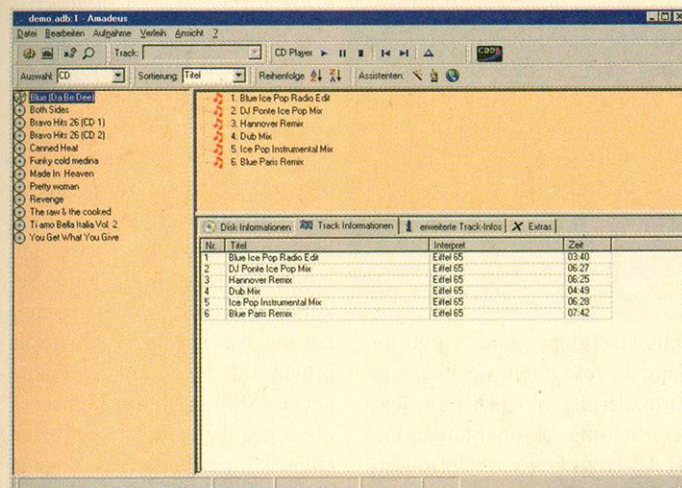 demo.adb:1 - Amadeus
Datei Bearbeiten Aufnahme Verleih Ansicht ?
Track: CD Player
CDDB
Auswahl: CD Sortierung: Titel Reihenfolge Assistenten:
Blue (Da Be Dee)
Both Sides
Bravo Hits 26 (CD 1)
Bravo Hits 26 (CD 2)
Canned Heat
Funky cold medina
Made In Heaven
Pretty woman
Revenge
The raw & the cooked
Ti amo Bella Italia Vol. 2
You Get What You Give
1. Blue Ice Pop Radio Edit
2. DJ Ponte Ice Pop Mix
3. Hannover Remix
4. Dub Mix
5. Ice Pop Instrumental Mix
6. Blue Paris Remix
Disk Informationen Track Informationen erweiterte Track-Infos Extras
Nr. Titel Interpret Zeit
1 Blue Ice Pop Radio Edit Eiffel 65 03:40
2 DJ Ponte Ice Pop Mix Eiffel 65 06:27
3 Hannover Remix Eiffel 65 06:25
4 Dub Mix Eiffel 65 04:49
5 Ice Pop Instrumental Mix Eiffel 65 06:28
6 Blue Paris Remix Eiffel 65 07:42